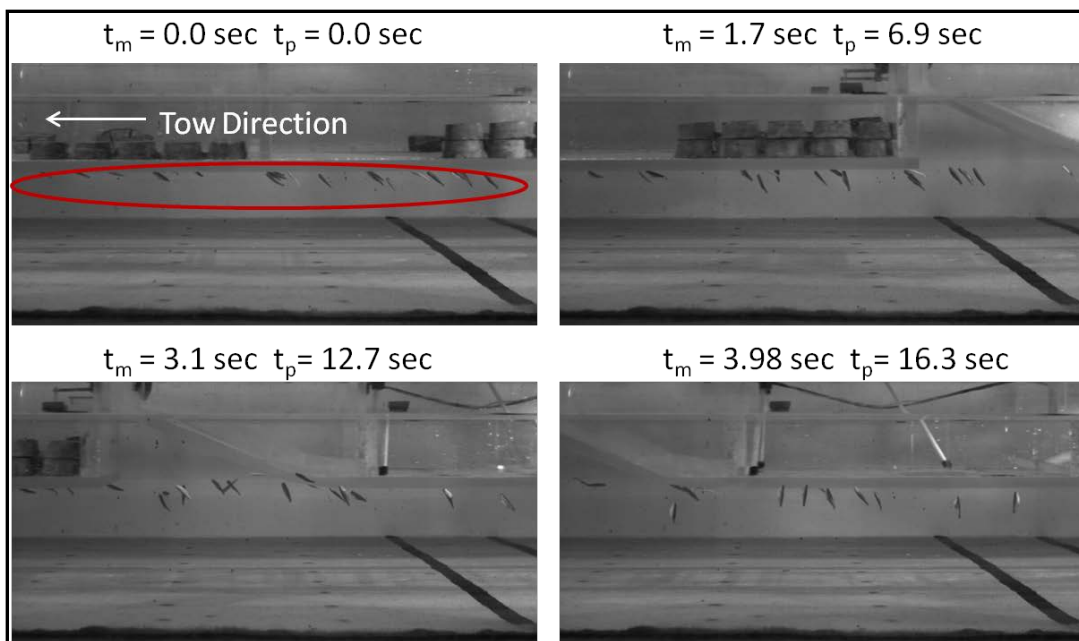 t_m = 0.0 sec t_p = 0.0 sec
t_m = 1.7 sec t_p = 6.9 sec
Tow Direction
t_m = 3.1 sec t_p= 12.7 sec
t_m = 3.98 sec t_p= 16.3 sec